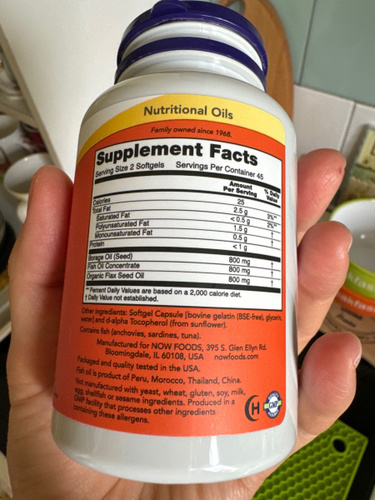 Nutritional Oils
Family owned since 1968.
Supplement Facts
Serving Size 2 Softgels Servings Per Container 45
Amount Per Serving % Daily Value
Calories 25
Total Fat 2.5 g 3%**
Saturated Fat < 0.5 g 2%**
Polyunsaturated Fat 1.5 g †
Monounsaturated Fat 0.5 g †
Protein < 1 g
Borage Oil (Seed) 800 mg †
Fish Oil Concentrate 800 mg †
Organic Flax Seed Oil 800 mg †
** Percent Daily Values are based on a 2,000 calorie diet.
† Daily Value not established.
Other ingredients: Softgel Capsule [bovine gelatin (BSE-free), glycerin,
water] and d-alpha Tocopherol (from sunflower).
Contains fish (anchovies, sardines, tuna).
Manufactured for NOW FOODS, 395 S. Glen Ellyn Rd.
Bloomingdale, IL 60108, USA nowfoods.com
Packaged and quality tested in the USA.
Fish oil is product of Peru, Morocco, Thailand, China.
Not manufactured with yeast, wheat, gluten, soy, milk,
egg, shellfish or sesame ingredients. Produced in a
GMP facility that processes other ingredients
containing these allergens.